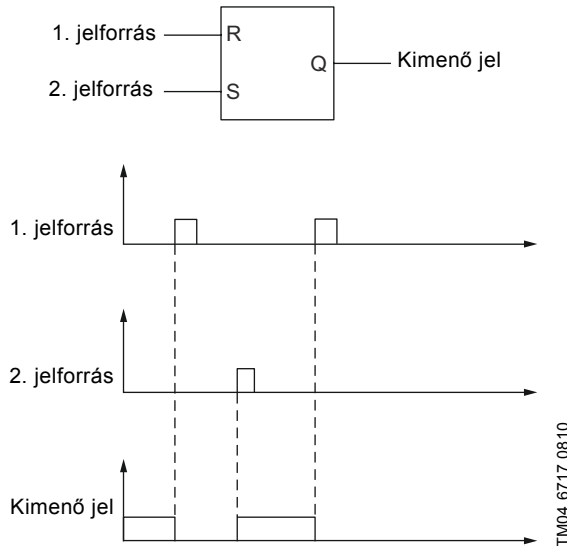 1. jelforrás
R
Q
Kimenő jel
2. jelforrás
S
1. jelforrás
2. jelforrás
Kimenő jel
TM04 6717 0810